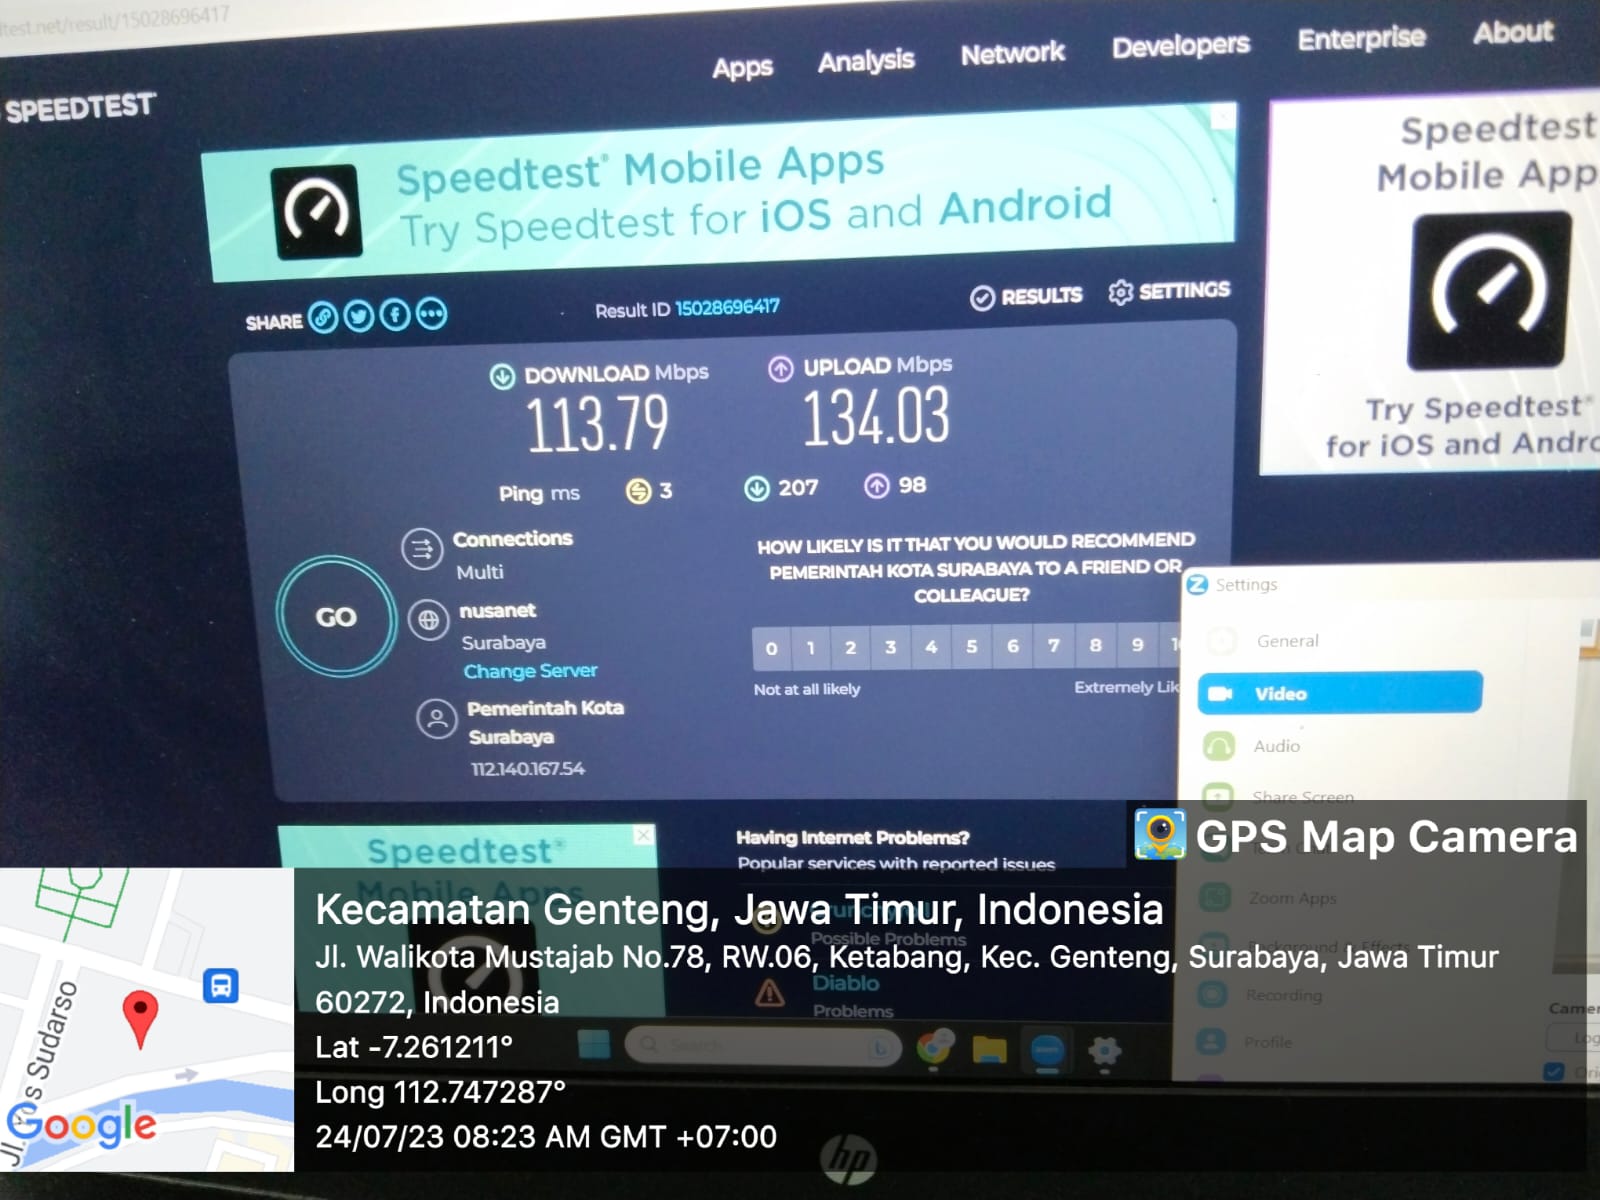 test.net/result/15028696417
SPEEDTEST
Apps Analysis Network Developers Enterprise About
Speedtest® Mobile Apps
Try Speedtest for iOS and Android
Speedtest
Mobile App
Try Speedtest®
for iOS and Andro
SHARE
Result ID 15028696417
RESULTS SETTINGS
DOWNLOAD Mbps
113.79
UPLOAD Mbps
134.03
Ping ms 3 207 98
Connections
Multi
nusanet
Surabaya
Change Server
Pemerintah Kota
Surabaya
112.140.167.54
GO
HOW LIKELY IS IT THAT YOU WOULD RECOMMEND
PEMERINTAH KOTA SURABAYA TO A FRIEND OR
COLLEAGUE?
0 1 2 3 4 5 6 7 8 9
Not at all likely
Extremely Lik
Settings
General
Video
Audio
Share Screen
Zoom Apps
Background & Effects
Recording
Profile
Speedtest®
Mobile Apps
Having Internet Problems?
Popular services with reported issues
Possible Problems
Diablo
Problems
Search
hp
GPS Map Camera
Kecamatan Genteng, Jawa Timur, Indonesia
Jl. Walikota Mustajab No.78, RW.06, Ketabang, Kec. Genteng, Surabaya, Jawa Timur
60272, Indonesia
Lat -7.261211°
Long 112.747287°
24/07/23 08:23 AM GMT +07:00
Jl. Yos Sudarso
Google